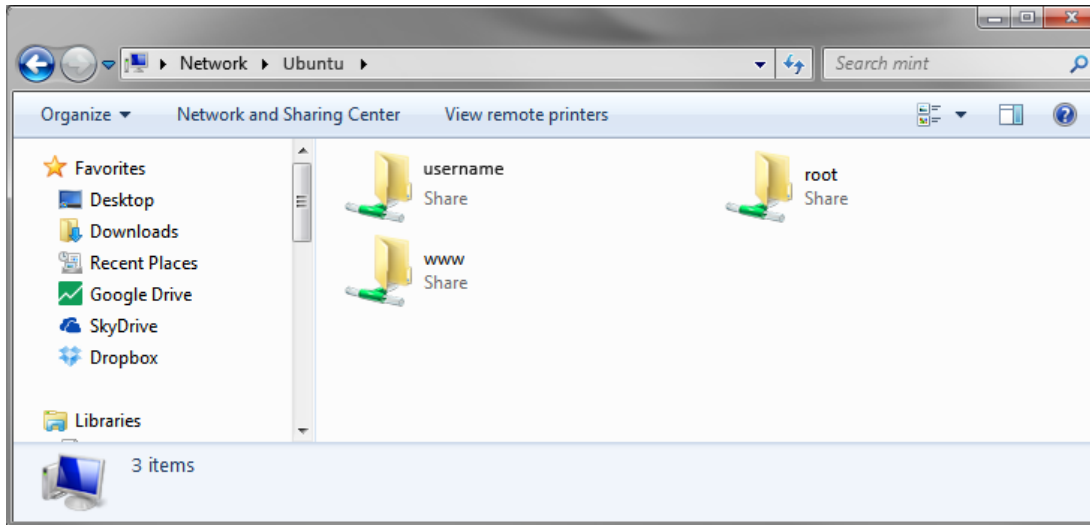 Network Ubuntu Search mint
Organize Network and Sharing Center View remote printers
Favorites
Desktop
Downloads
Recent Places
Google Drive
SkyDrive
Dropbox
Libraries
username
Share
root
Share
www
Share
3 items